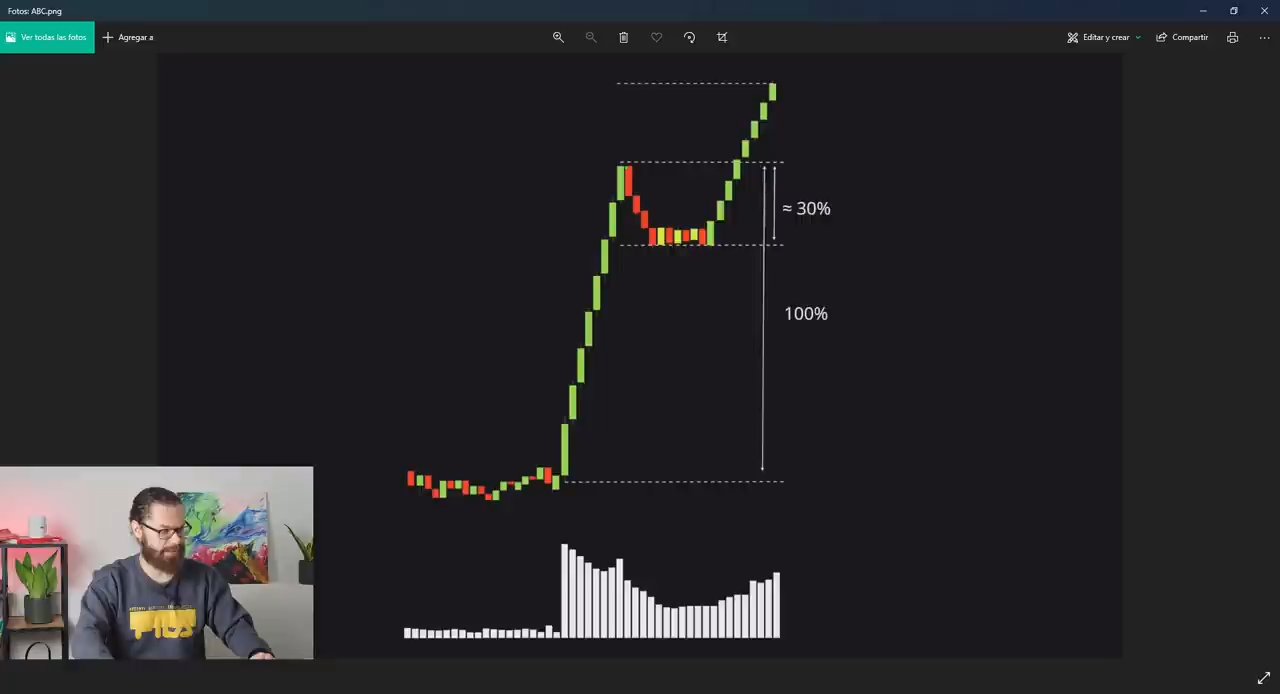 Fotos: ABC.png
Ver todas las fotos
Agregar a
Editar y crear
Compartir
≈ 30%
100%